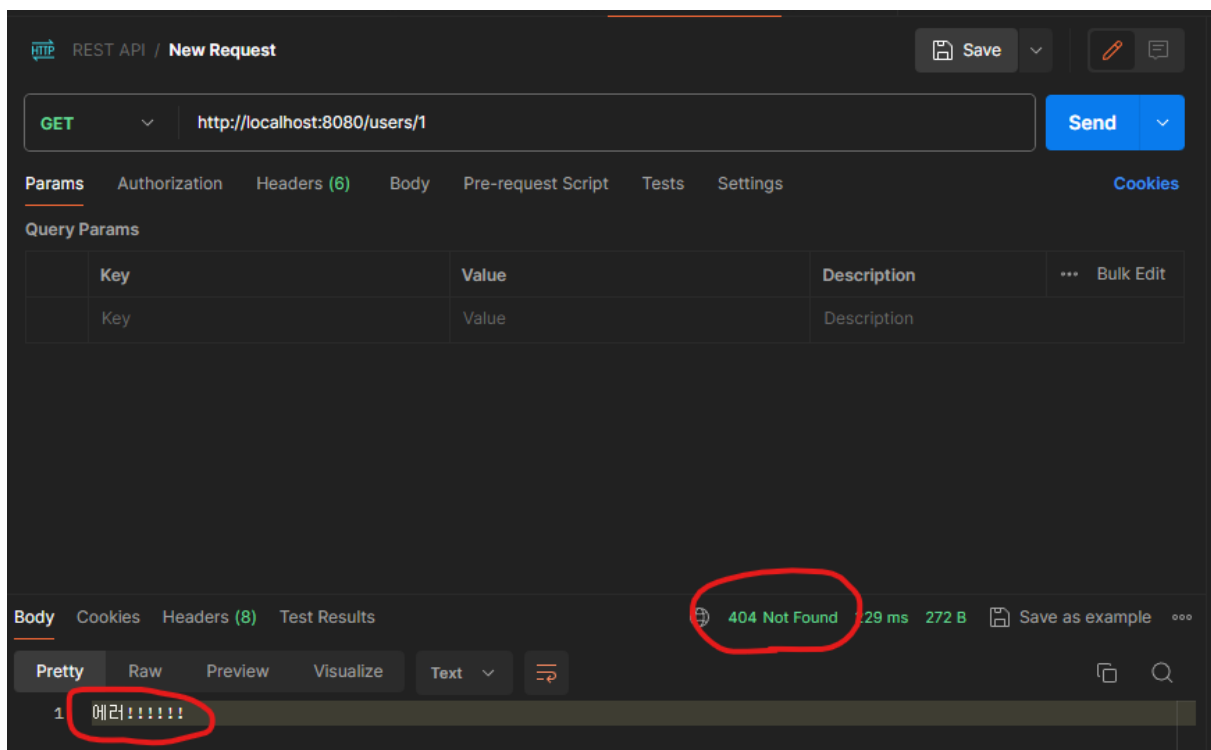 HTTP REST API / New Request Save
GET http://localhost:8080/users/1 Send
Params Authorization Headers (6) Body Pre-request Script Tests Settings Cookies
Query Params
Key Value Description ••• Bulk Edit
Key Value Description
Body Cookies Headers (8) Test Results 404 Not Found 229 ms 272 B Save as example
Pretty Raw Preview Visualize Text
1 에러!!!!!!